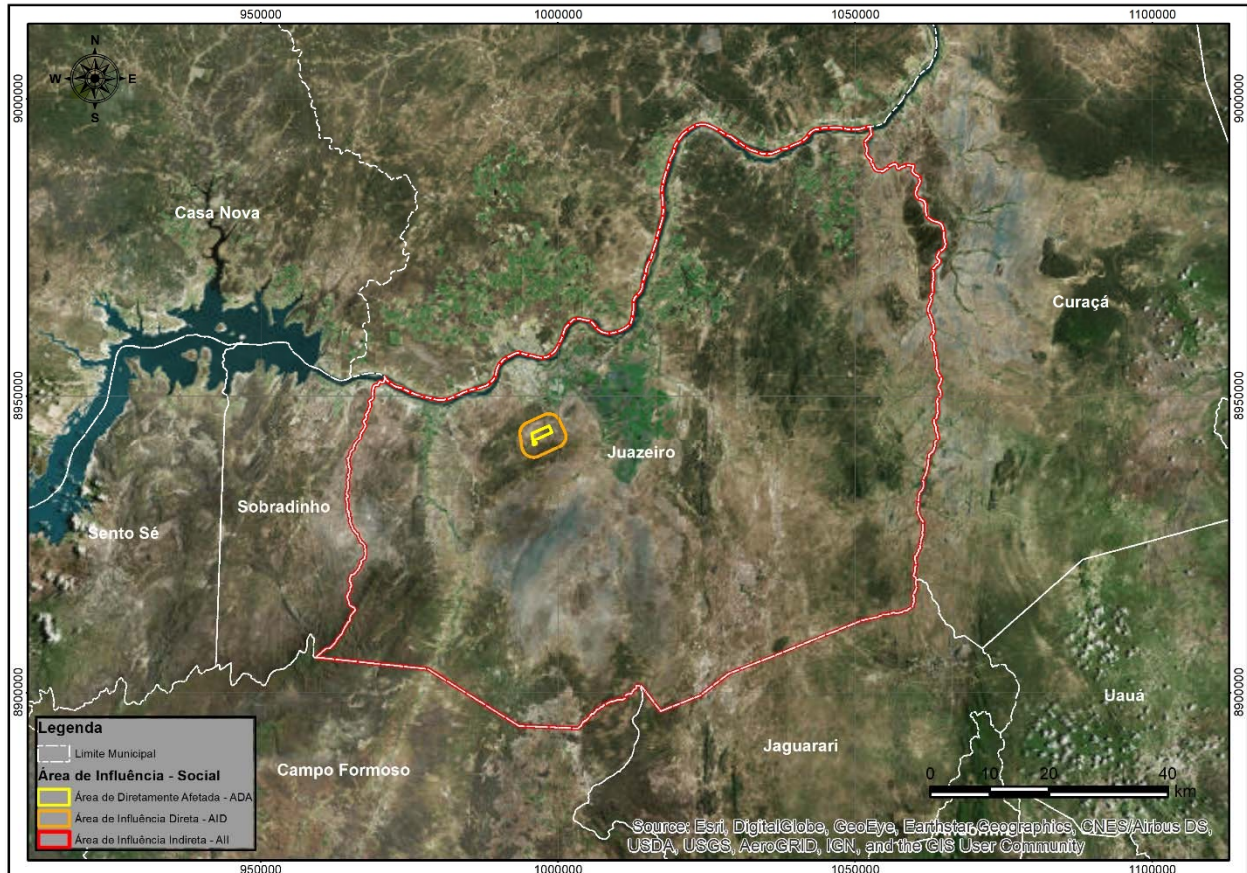 950000 1000000 1050000 1100000
N
W E
S
9000000 9000000
Casa Nova
Curaçá
8950000 8950000
Juazeiro
Sobradinho
Sento Sé
8900000 8900000
Uauá
Jaguarari
Campo Formoso
Legenda
Limite Municipal
Área de Influência - Social
Área de Diretamente Afetada - ADA
Área de Influência Direta - AID
Área de Influência Indireta - AII
0 10 20 40
km
Source: Esri, DigitalGlobe, GeoEye, Earthstar Geographics, CNES/Airbus DS,
USDA, USGS, AeroGRID, IGN, and the GIS User Community
950000 1000000 1050000 1100000